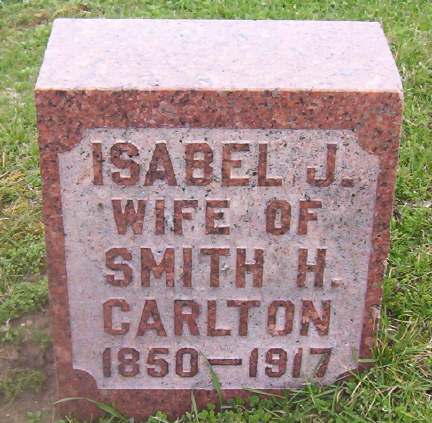 ISABEL J.
WIFE OF
SMITH H.
CARLTON
1850—1917